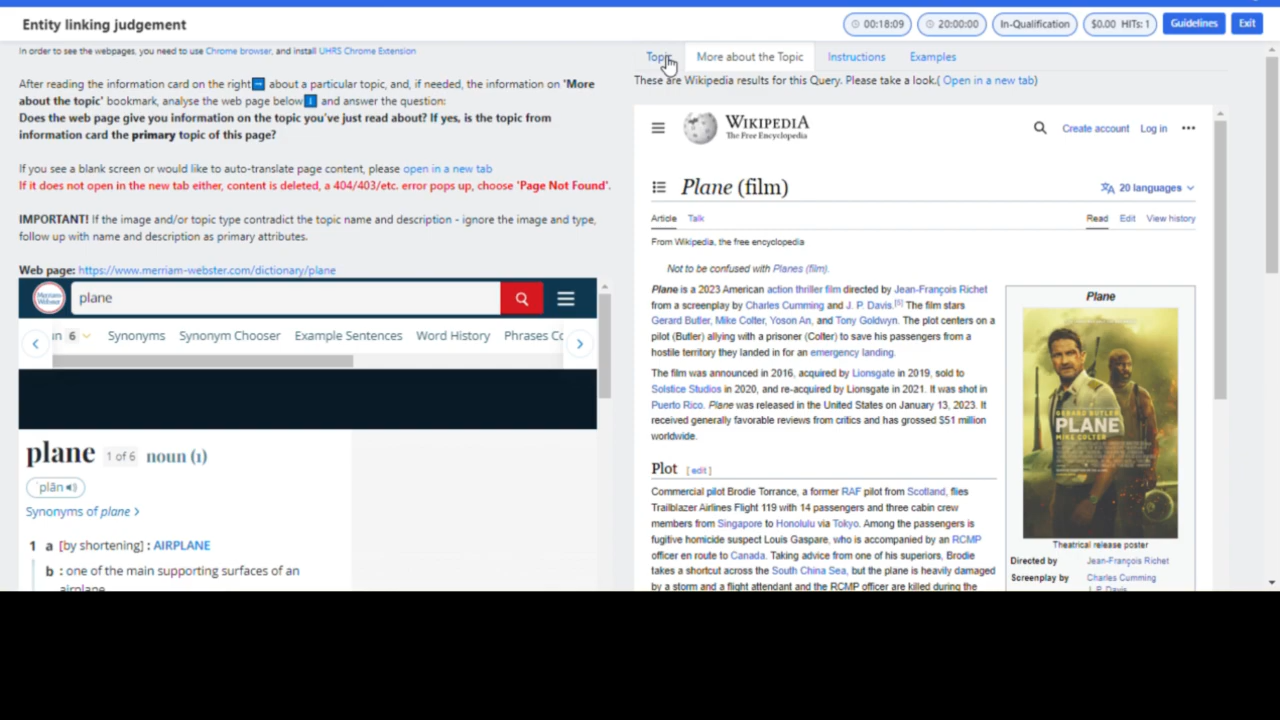 Entity linking judgement
00:18:09
20:00:00
In-Qualification
$0.00 HITs: 1
Guidelines
Exit
In order to see the webpages, you need to use Chrome browser, and install UHRS Chrome Extension
After reading the information card on the right about a particular topic, and, if needed, the information on "More
about the topic" bookmark, analyse the web page below and answer the question:
Does the web page give you information on the topic you've just read about? If yes, is the topic from
information card the primary topic of this page?
If you see a blank screen or would like to auto-translate page content, please open in a new tab
If it does not open in the new tab either, content is deleted, a 404/403/etc. error pops up, choose 'Page Not Found'.
IMPORTANT! If the image and/or topic type contradict the topic name and description - ignore the image and type,
follow up with name and description as primary attributes.
Web page: https://www.merriam-webster.com/dictionary/plane
Merriam-Webster
plane
n 6
Synonyms
Synonym Chooser
Example Sentences
Word History
Phrases Co
plane 1 of 6 noun (1)
ˈplān
Synonyms of plane >
1 a [by shortening] : AIRPLANE
b : one of the main supporting surfaces of an
airplane
Topic
More about the Topic
Instructions
Examples
These are Wikipedia results for this Query. Please take a look.( Open in a new tab)
WIKIPEDIA
The Free Encyclopedia
Create account
Log in
Plane (film)
20 languages
Article
Talk
Read
Edit
View history
From Wikipedia, the free encyclopedia
Not to be confused with Planes (film).
Plane is a 2023 American action thriller film directed by Jean-François Richet
from a screenplay by Charles Cumming and J. P. Davis.[5] The film stars
Gerard Butler, Mike Colter, Yoson An, and Tony Goldwyn. The plot centers on a
pilot (Butler) allying with a prisoner (Colter) to save his passengers from a
hostile territory they landed in for an emergency landing.
The film was announced in 2016, acquired by Lionsgate in 2019, sold to
Solstice Studios in 2020, and re-acquired by Lionsgate in 2021. It was shot in
Puerto Rico. Plane was released in the United States on January 13, 2023. It
received generally favorable reviews from critics and has grossed $51 million
worldwide.
Plot [ edit ]
Commercial pilot Brodie Torrance, a former RAF pilot from Scotland, flies
Trailblazer Airlines Flight 119 with 14 passengers and three cabin crew
members from Singapore to Honolulu via Tokyo. Among the passengers is
fugitive homicide suspect Louis Gaspare, who is accompanied by an RCMP
officer en route to Canada. Taking advice from one of his superiors, Brodie
takes a shortcut across the South China Sea, but the plane is heavily damaged
by a storm and a flight attendant and the RCMP officer are killed during the
Plane
GERARD BUTLER
PLANE
MIKE COLTER
Theatrical release poster
Directed by Jean-François Richet
Screenplay by Charles Cumming
J. P. Davis